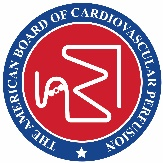 THE AMERICAN BOARD OF CARDIOVASCULAR PERFUSION